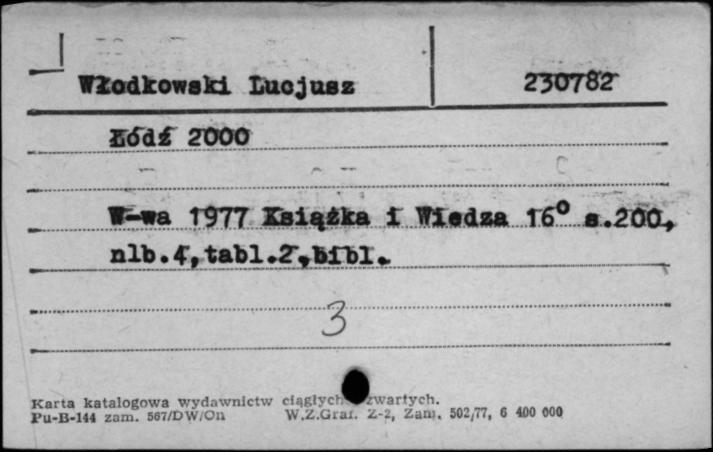 Włodkowski Lucjusz 230782
Łódź 2000
W-wa 1977 Książka i Wiedza 16° s.200,
nlb.4,tabl.2,bibl.
3
Karta katalogowa wydawnictw ciągłych zwartych.
Pu-B-144 zam. 567/DW/On W.Z.Graf. Z-2, Zam. 502/77, 6 400 000